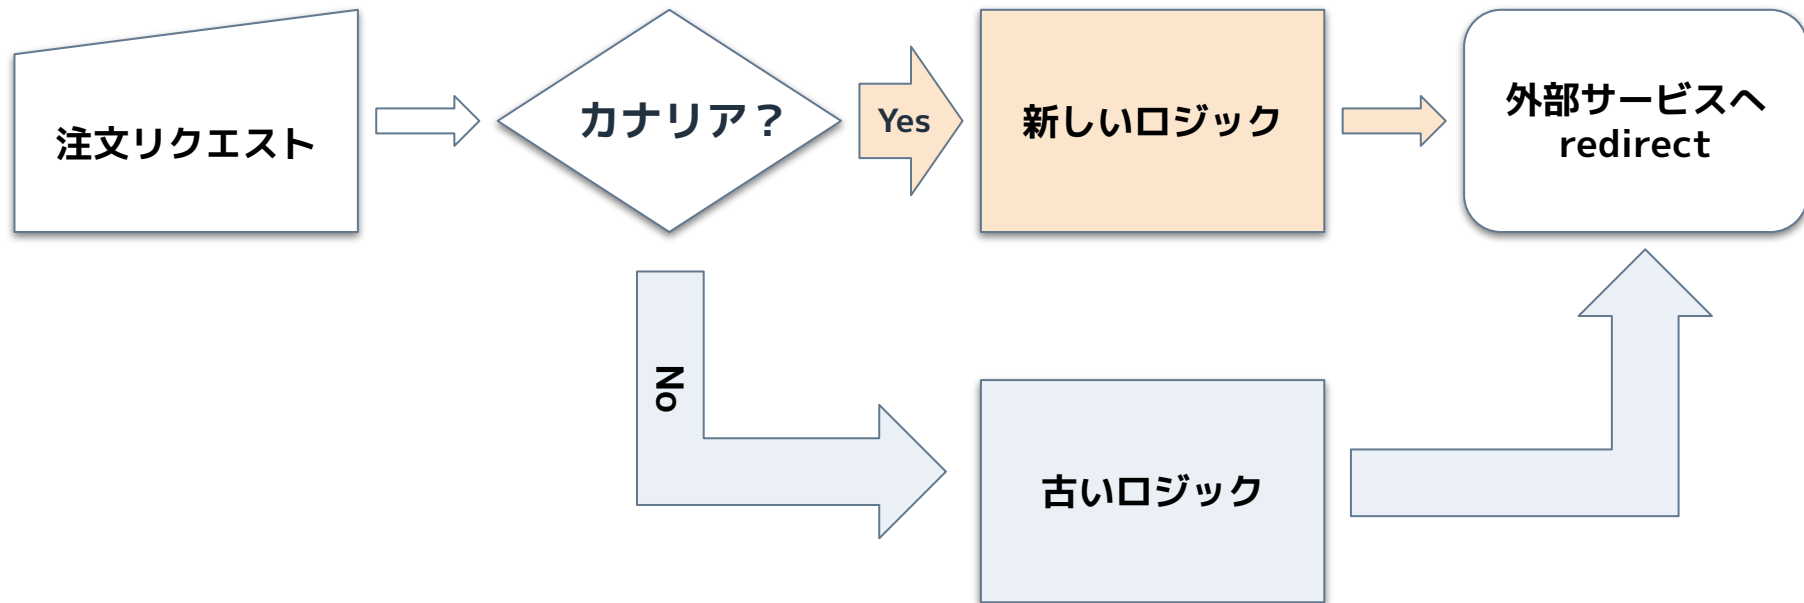 注文リクエスト
カナリア？
Yes
新しいロジック
外部サービスへ
redirect
No
古いロジック